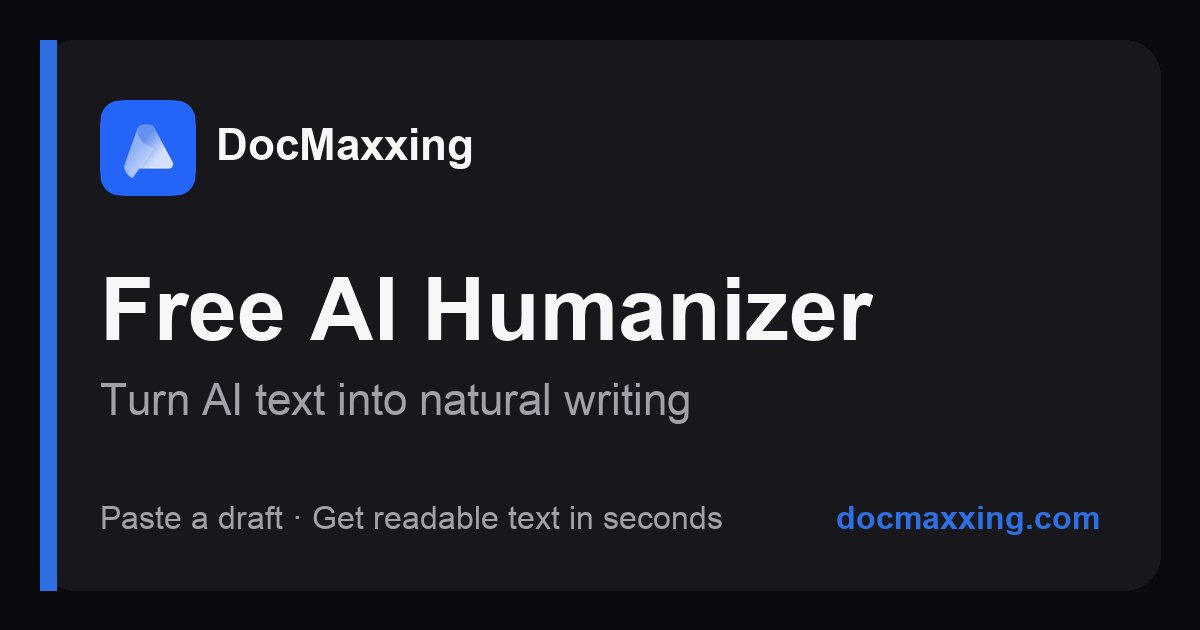 DocMaxxing
Free AI Humanizer
Turn AI text into natural writing
Paste a draft · Get readable text in seconds
docmaxxing.com